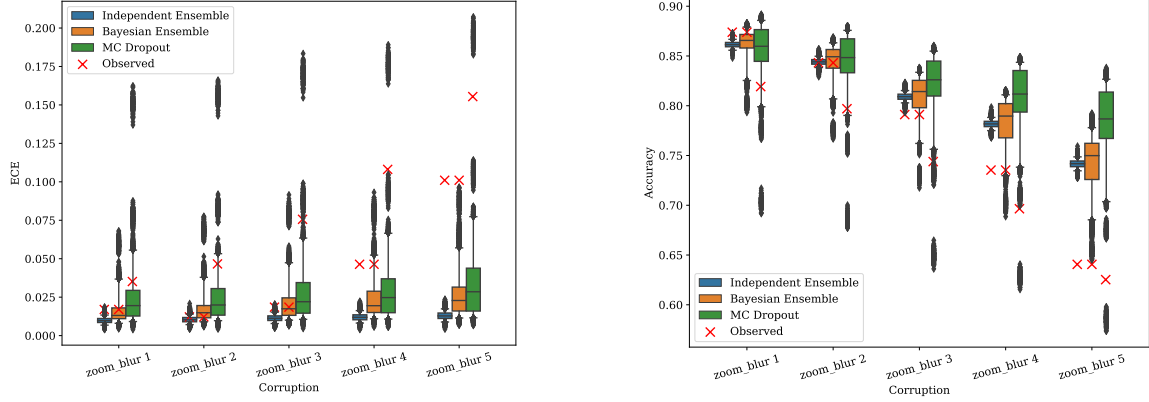 ECE
0.200
0.175
0.150
0.125
0.100
0.075
0.050
0.025
0.000
Independent Ensemble
Bayesian Ensemble
MC Dropout
Observed
zoom_blur 1
zoom_blur 2
zoom_blur 3
zoom_blur 4
zoom_blur 5
Corruption
Accuracy
0.90
0.85
0.80
0.75
0.70
0.65
0.60
Independent Ensemble
Bayesian Ensemble
MC Dropout
Observed
zoom_blur 1
zoom_blur 2
zoom_blur 3
zoom_blur 4
zoom_blur 5
Corruption